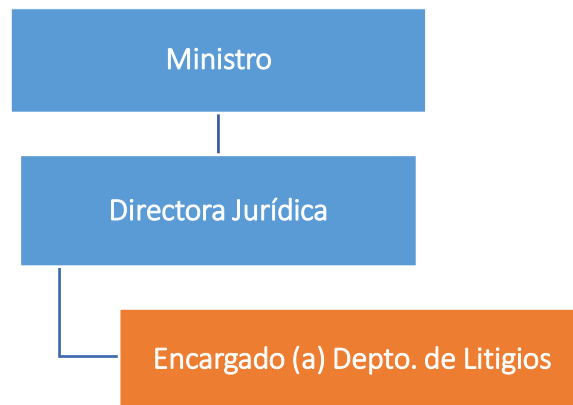 Ministro
Directora Jurídica
Encargado (a) Depto. de Litigios